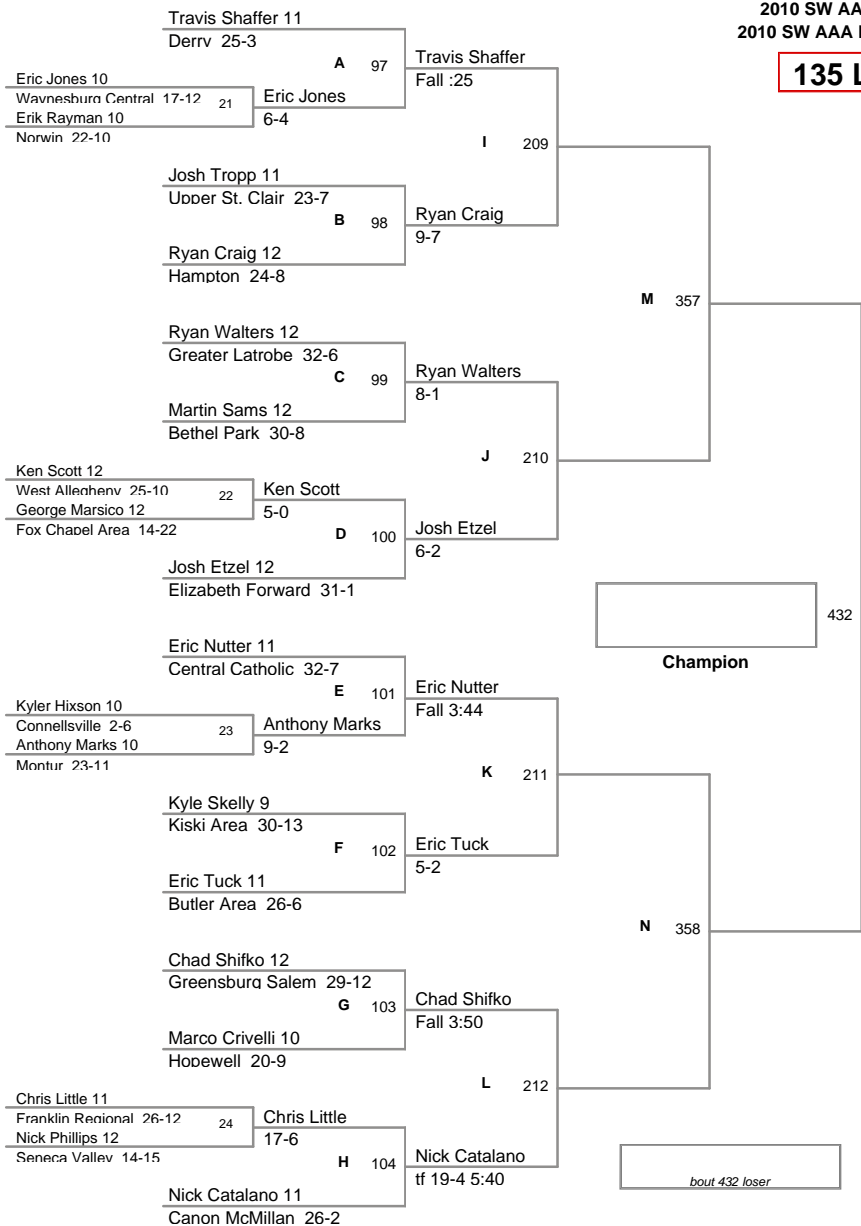 2010 SW AA
2010 SW AAA
135 L
Travis Shaffer 11
Derry 25-3
A 97
Travis Shaffer
Fall :25
Eric Jones 10
Waynesburg Central 17-12
21
Eric Jones
6-4
Erik Rayman 10
Norwin 22-10
I 209
Josh Tropp 11
Upper St. Clair 23-7
B 98
Ryan Craig
9-7
Ryan Craig 12
Hampton 24-8
M 357
Ryan Walters 12
Greater Latrobe 32-6
C 99
Ryan Walters
8-1
Martin Sams 12
Bethel Park 30-8
J 210
Ken Scott 12
West Allegheny 25-10
22
Ken Scott
5-0
George Marsico 12
Fox Chapel Area 14-22
D 100
Josh Etzel
6-2
Josh Etzel 12
Elizabeth Forward 31-1
432
Champion
Eric Nutter 11
Central Catholic 32-7
E 101
Eric Nutter
Fall 3:44
Kyler Hixson 10
Connellsville 2-6
23
Anthony Marks
9-2
Anthony Marks 10
Montur 23-11
K 211
Kyle Skelly 9
Kiski Area 30-13
F 102
Eric Tuck
5-2
Eric Tuck 11
Butler Area 26-6
N 358
Chad Shifko 12
Greensburg Salem 29-12
G 103
Chad Shifko
Fall 3:50
Marco Crivelli 10
Hopewell 20-9
L 212
Chris Little 11
Franklin Regional 26-12
24
Chris Little
17-6
Nick Phillips 12
Seneca Valley 14-15
H 104
Nick Catalano
tf 19-4 5:40
Nick Catalano 11
Canon McMillan 26-2
bout 432 loser